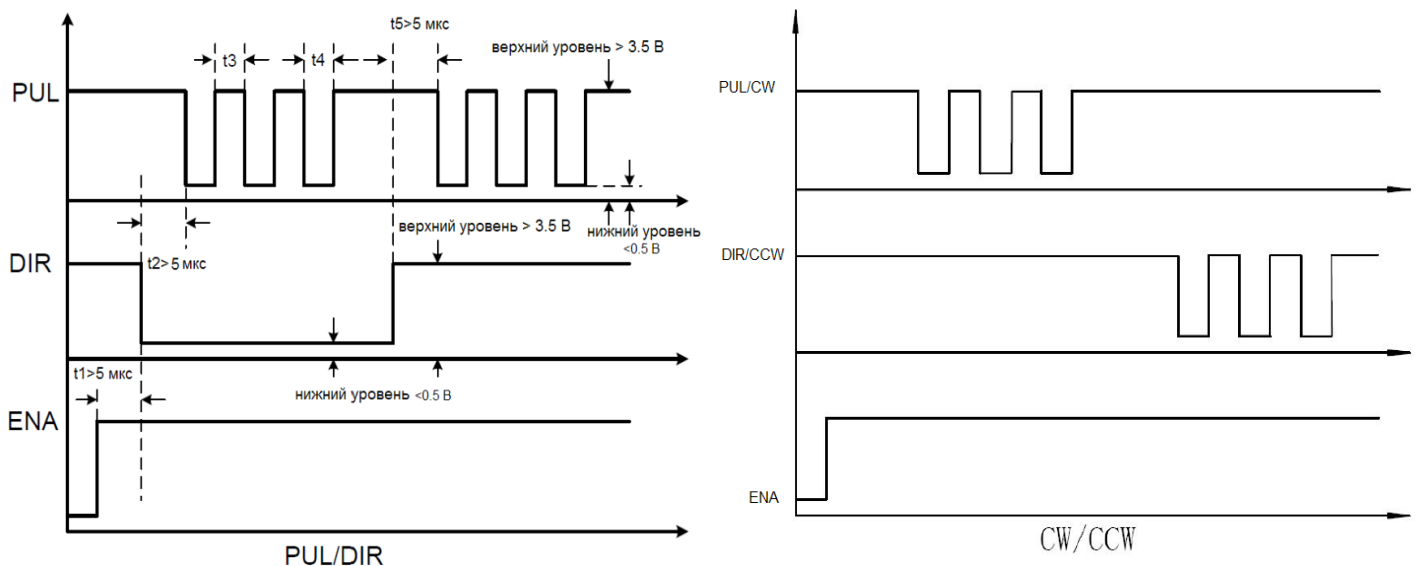 t5>5 мкс
верхний уровень > 3.5 В
t3
t4
PUL
нижний уровень
<0.5 В
верхний уровень > 3.5 В
DIR
t2>5 мкс
t1>5 мкс
нижний уровень <0.5 В
ENA
PUL/DIR
PUL/CW
DIR/CCW
ENA
CW/CCW